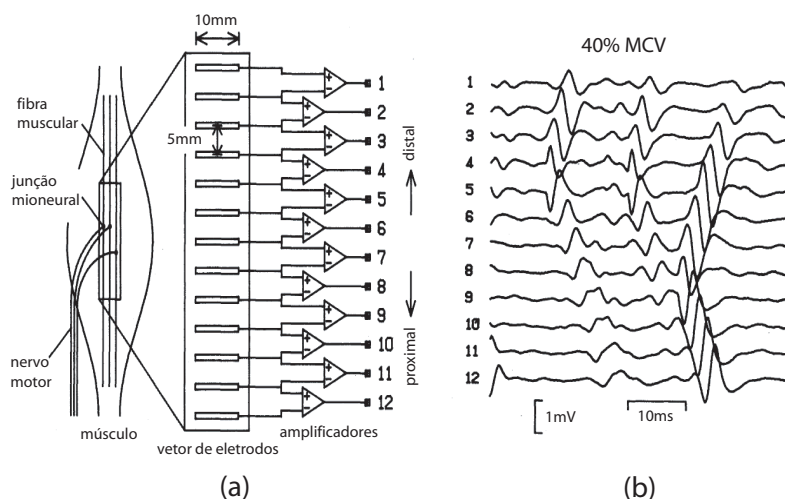 10mm
fibra
muscular
5mm
junção
mioneural
nervo
motor
músculo
vetor de eletrodos
amplificadores
+
-
+
-
+
-
+
-
+
-
+
-
+
-
+
-
+
-
+
-
+
-
+
-
1
2
3
4
5
6
7
8
9
10
11
12
distal
proximal
(a)
40% MCV
1
2
3
4
5
6
7
8
9
10
11
12
1mV
10ms
(b)